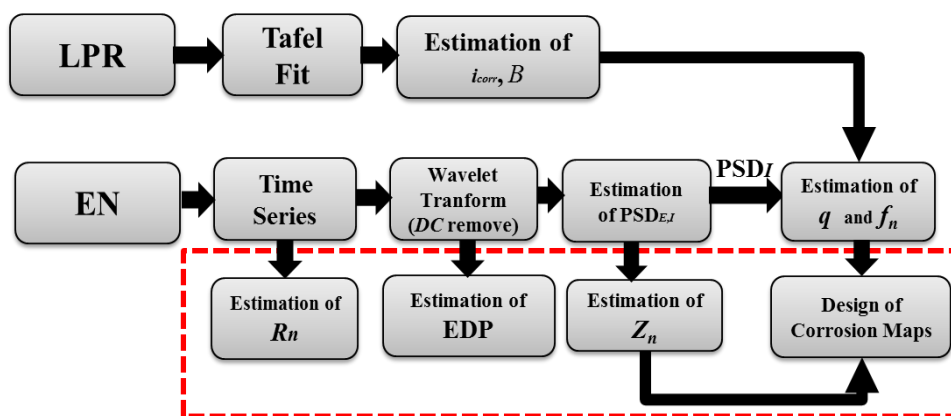 LPR
Tafel
Fit
Estimation of
icorr, B
EN
Time
Series
Wavelet
Tranform
(DC remove)
Estimation
of PSDE,I
PSDI
Estimation of
q and fn
Estimation of
Rn
Estimation of
EDP
Estimation of
Zn
Design of
Corrosion Maps